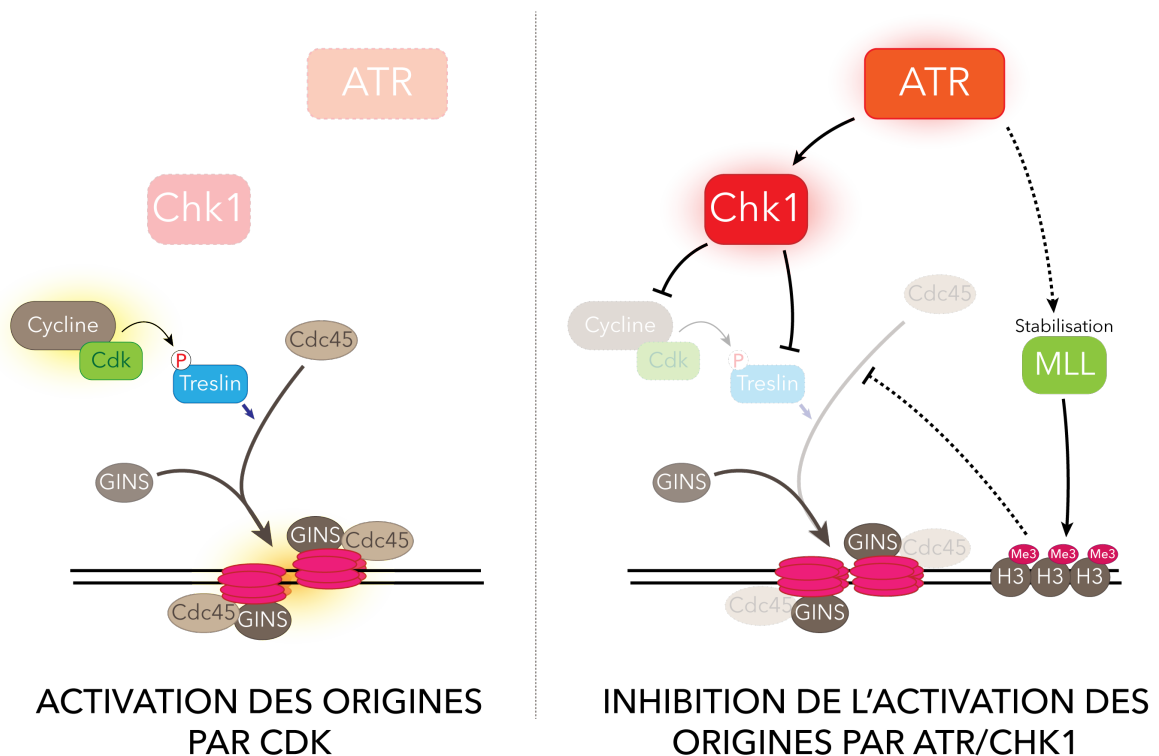 ATR
Chk1
Cycline
Cdk
P
Treslin
Cdc45
GINS
GINS
Cdc45
Cdc45
GINS
ACTIVATION DES ORIGINES
PAR CDK
ATR
Chk1
Cdc45
Cycline
Cdk
P
Treslin
Stabilisation
MLL
GINS
GINS
Cdc45
Me3 Me3 Me3
H3 H3 H3
Cdc45
GINS
INHIBITION DE L'ACTIVATION DES
ORIGINES PAR ATR/CHK1